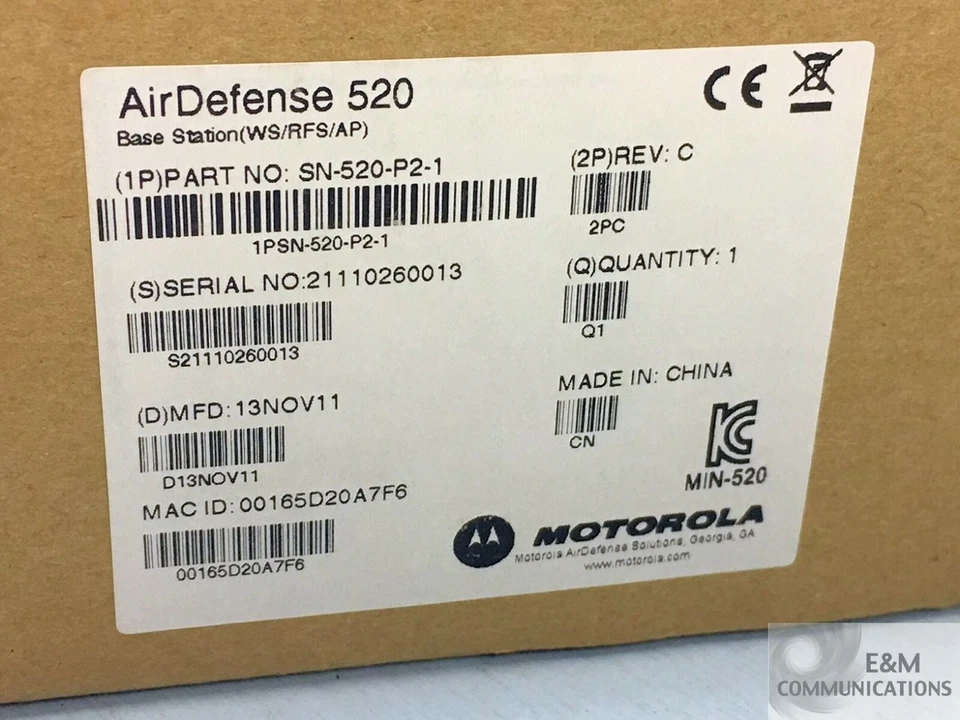 AirDefense 520
Base Station(WS/RFS/AP)
(1P)PART NO: SN-520-P2-1
1PSN-520-P2-1
(2P)REV: C
2PC
(S)SERIAL NO:21110260013
S21110260013
(Q)QUANTITY: 1
Q1
(D)MFD:13NOV11
D13NOV11
MADE IN: CHINA
CN
MAC ID: 00165D20A7F6
00165D20A7F6
CE
KC
MIN-520
MOTOROLA
Motorola AirDefense Solutions, Georgia, GA
www.motorola.com
E&M
COMMUNICATIONS